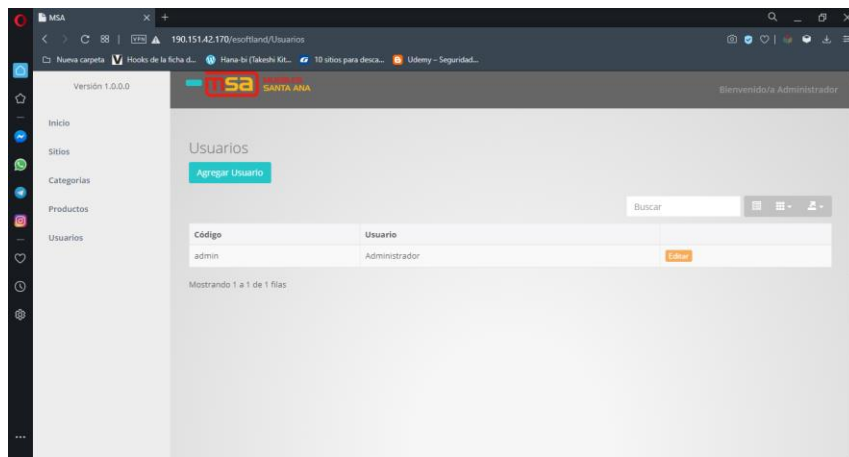 MSA
VPN 190.151.42.170/esoftland/Usuarios
Nueva carpeta Hooks de la ficha d... Hana-bi (Takeshi Kit... 10 sitios para desca... Udemy – Seguridad...
Versión 1.0.0.0
msa
SANTA ANA
Bienvenido/a Administrador
Inicio
Sitios
Categorias
Productos
Usuarios
Usuarios
Agregar Usuario
Buscar
Código Usuario
admin Administrador Editar
Mostrando 1 a 1 de 1 filas